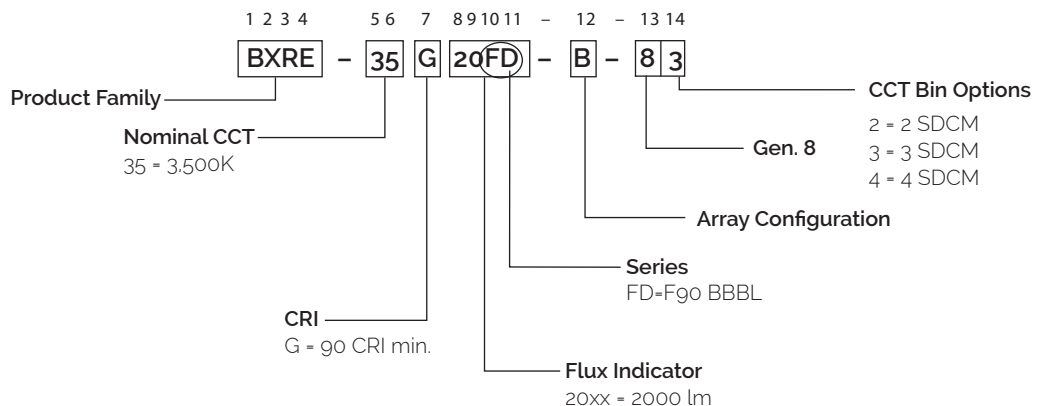 1 2 3 4 5 6 7 8 9 10 11 – 12 – 13 14
BXRE – 35 G 20FD – B – 8 3
Product Family
CCT Bin Options
2 = 2 SDCM
3 = 3 SDCM
4 = 4 SDCM
Nominal CCT
35 = 3,500K
Gen. 8
Array Configuration
Series
FD=F90 BBBL
CRI
G = 90 CRI min.
Flux Indicator
20xx = 2000 lm